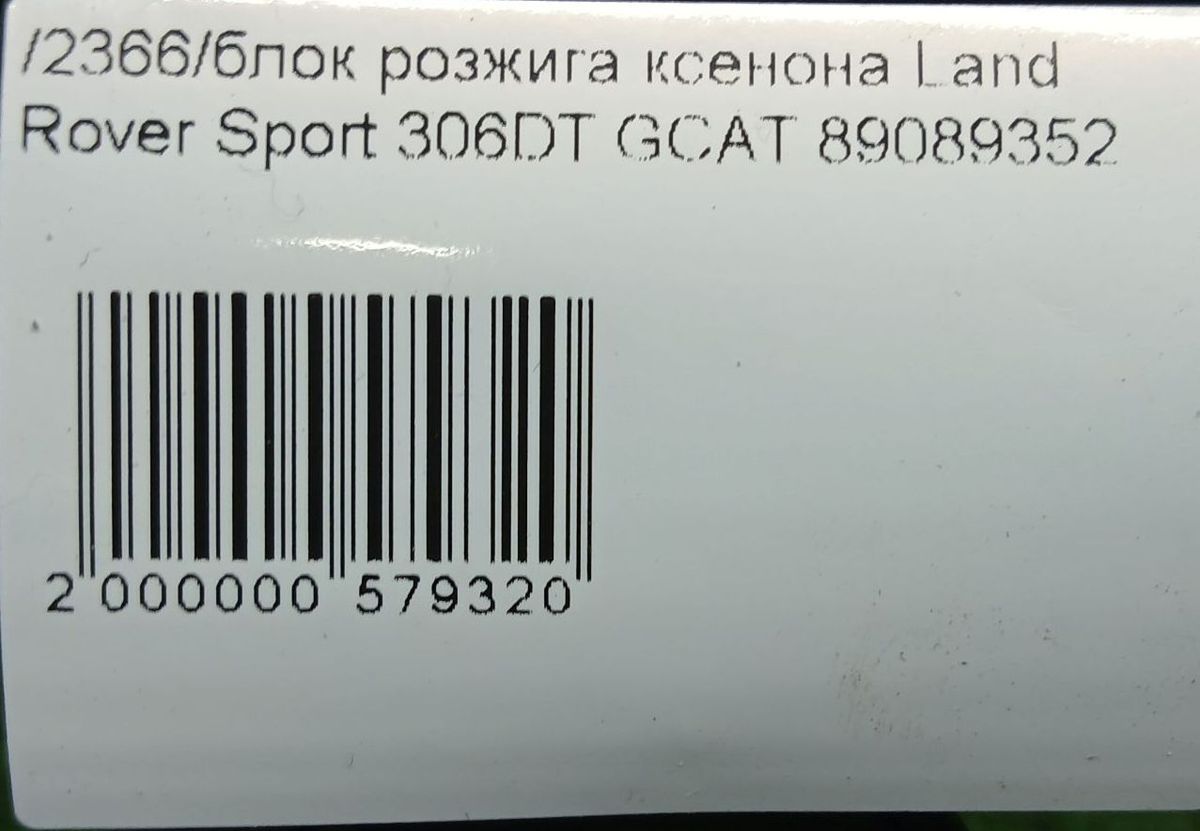 /2366/блок розжига ксенона Land
Rover Sport 306DT GCAT 89089352
2 000000 579320